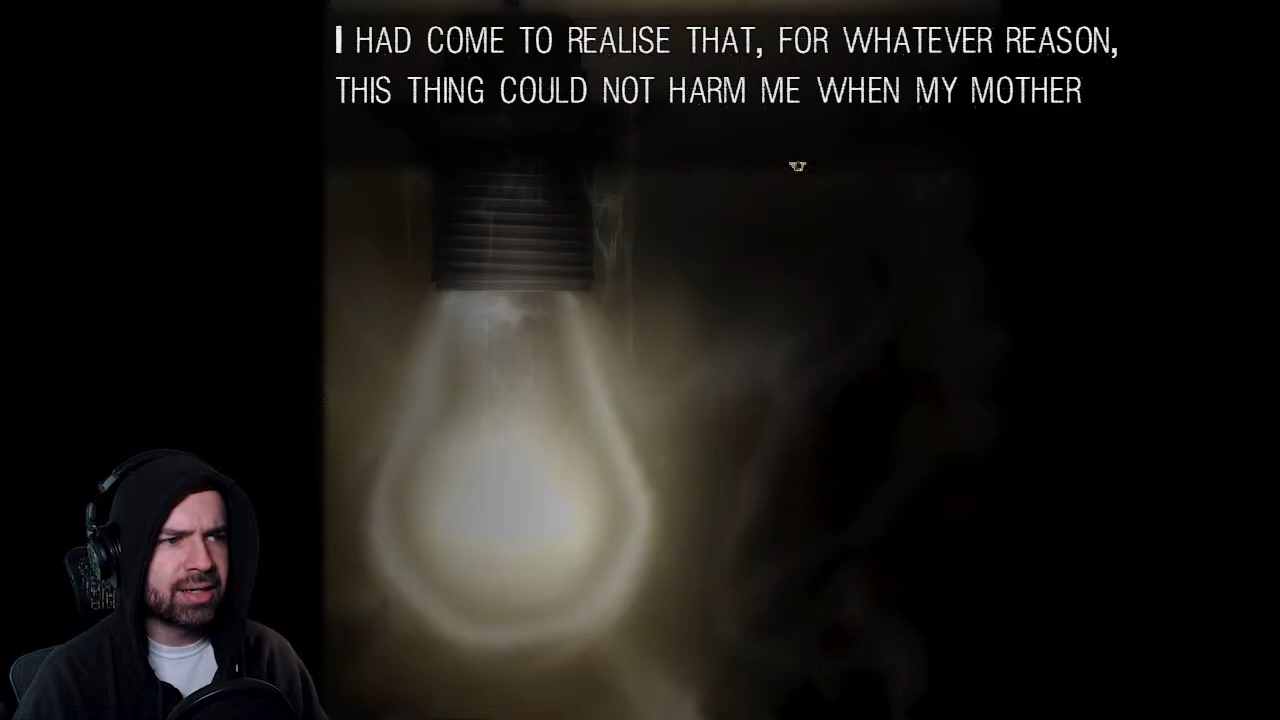 I HAD COME TO REALISE THAT, FOR WHATEVER REASON,
THIS THING COULD NOT HARM ME WHEN MY MOTHER